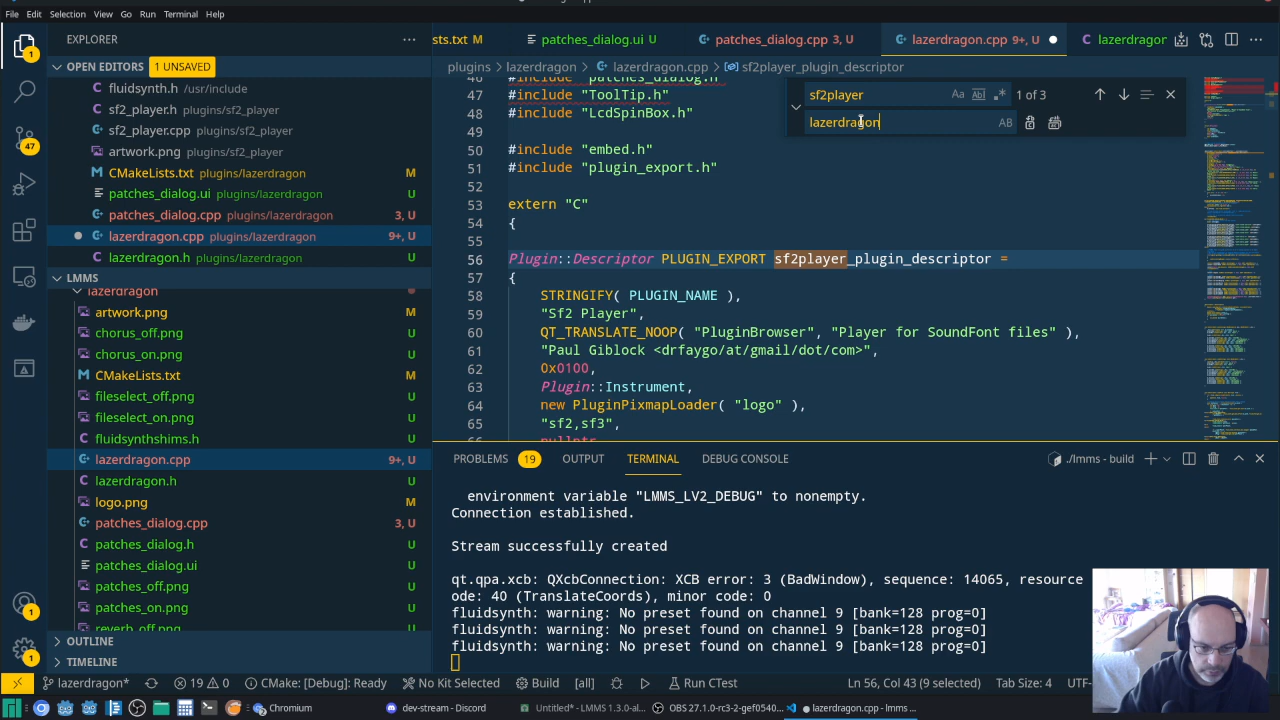 File Edit Selection View Go Run Terminal Help
EXPLORER
OPEN EDITORS 1 UNSAVED
fluidsynth.h /usr/include
sf2_player.h plugins/sf2_player
sf2_player.cpp plugins/sf2_player
artwork.png plugins/sf2_player
CMakeLists.txt plugins/lazerdragon M
patches_dialog.ui plugins/lazerdragon U
patches_dialog.cpp plugins/lazerdragon 3, U
lazerdragon.cpp plugins/lazerdragon 9+, U
lazerdragon.h plugins/lazerdragon U
LMMS
lazerdragon
artwork.png M
chorus_off.png U
chorus_on.png U
CMakeLists.txt M
fileselect_off.png U
fileselect_on.png U
fluidsynthshims.h U
lazerdragon.cpp 9+, U
lazerdragon.h U
logo.png M
patches_dialog.cpp 3, U
patches_dialog.h U
patches_dialog.ui U
patches_off.png U
patches_on.png U
reverb_off.png U
OUTLINE
TIMELINE
1
47
1
1
sts.txt M patches_dialog.ui U patches_dialog.cpp 3, U lazerdragon.cpp 9+, U lazerdragor
plugins > lazerdragon > lazerdragon.cpp > sf2player_plugin_descriptor
sf2player Ab 1 of 3
lazerdragon AB
46 #include "patches_dialog.h"
47 #include "ToolTip.h"
48 #include "LcdSpinBox.h"
49
50 #include "embed.h"
51 #include "plugin_export.h"
52
53 extern "C"
54 {
55
56 Plugin::Descriptor PLUGIN_EXPORT sf2player_plugin_descriptor =
57
58 STRINGIFY( PLUGIN_NAME ),
59 "Sf2 Player",
60 QT_TRANSLATE_NOOP( "PluginBrowser", "Player for SoundFont files" ),
61 "Paul Giblock <drfaygo/at/gmail/dot/com>",
62 0x0100,
63 Plugin::Instrument,
64 new PluginPixmapLoader( "logo" ),
65 "sf2,sf3",
66 nullptr,
PROBLEMS 19 OUTPUT TERMINAL DEBUG CONSOLE ./lmms - build
environment variable "LMMS_LV2_DEBUG" to nonempty.
Connection established.
Stream successfully created
qt.qpa.xcb: QXcbConnection: XCB error: 3 (BadWindow), sequence: 14065, resource
ode: 40 (TranslateCoords), minor code: 0
fluidsynth: warning: No preset found on channel 9 [bank=128 prog=0]
fluidsynth: warning: No preset found on channel 9 [bank=128 prog=0]
fluidsynth: warning: No preset found on channel 9 [bank=128 prog=0]
lazerdragon* 19 0 CMake: [Debug]: Ready No Kit Selected Build [all] Run CTest Ln 56, Col 43 (9 selected) Tab Size: 4 UTF-
Chromium dev-stream - Discord Untitled* - LMMS 1.3.0-al... OBS 27.1.0-rc3-2-gef0540... lazerdragon.cpp - lmms ...